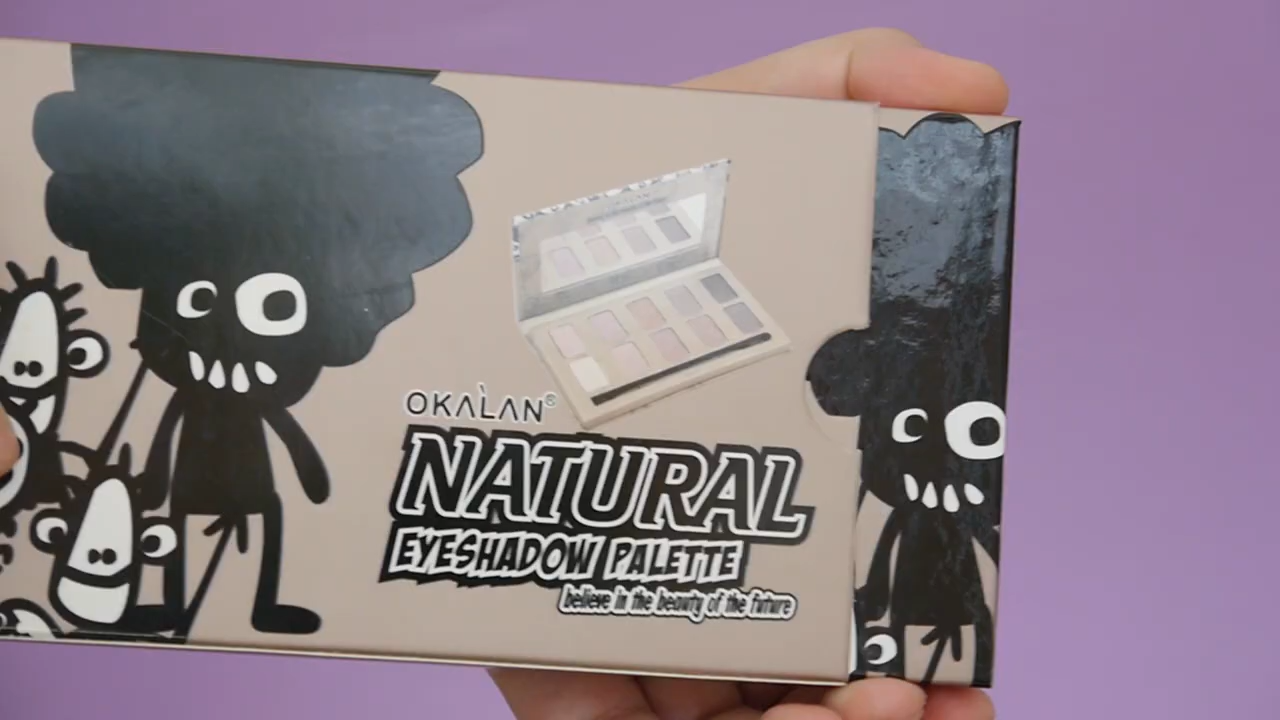 OKALAN®
NATURAL
EYESHADOW PALETTE
believe in the beauty of the future